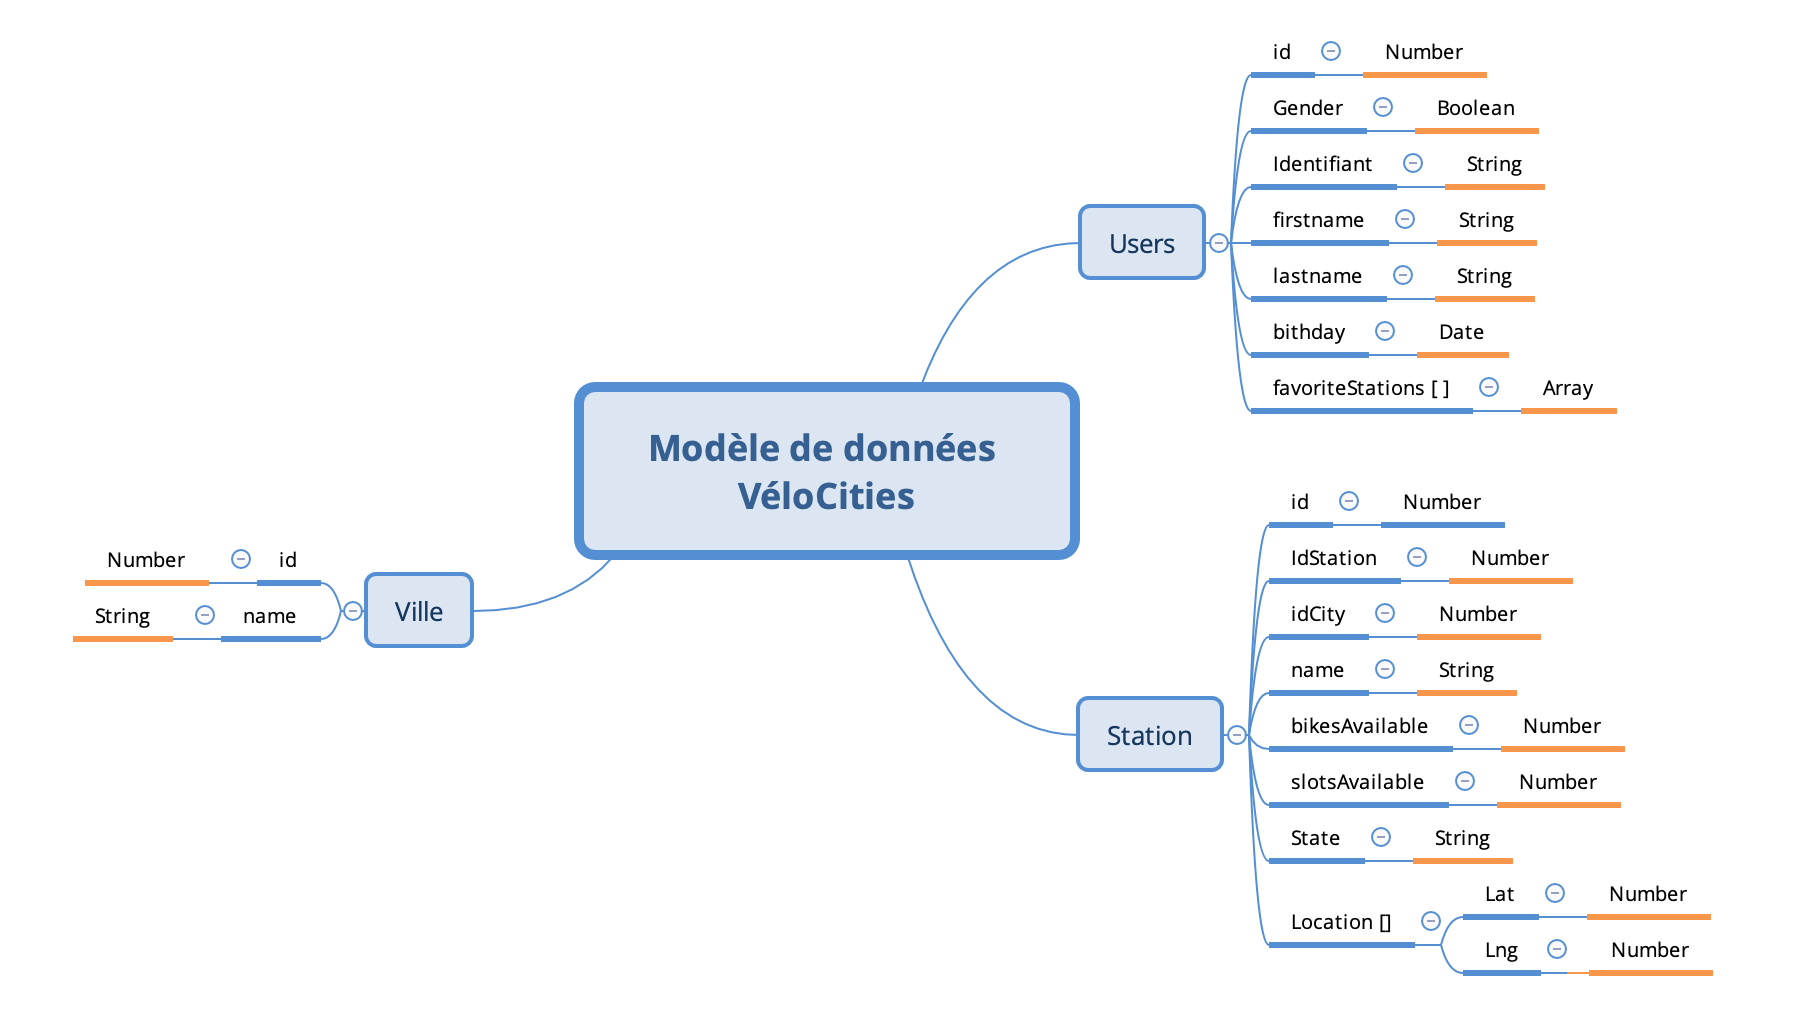 Modèle de données
VéloCities
Users
id Number
Gender Boolean
Identifiant String
firstname String
lastname String
bithday Date
favoriteStations [ ] Array
Station
id Number
IdStation Number
idCity Number
name String
bikesAvailable Number
slotsAvailable Number
State String
Location []
Lat Number
Lng Number
Ville
Number id
String name